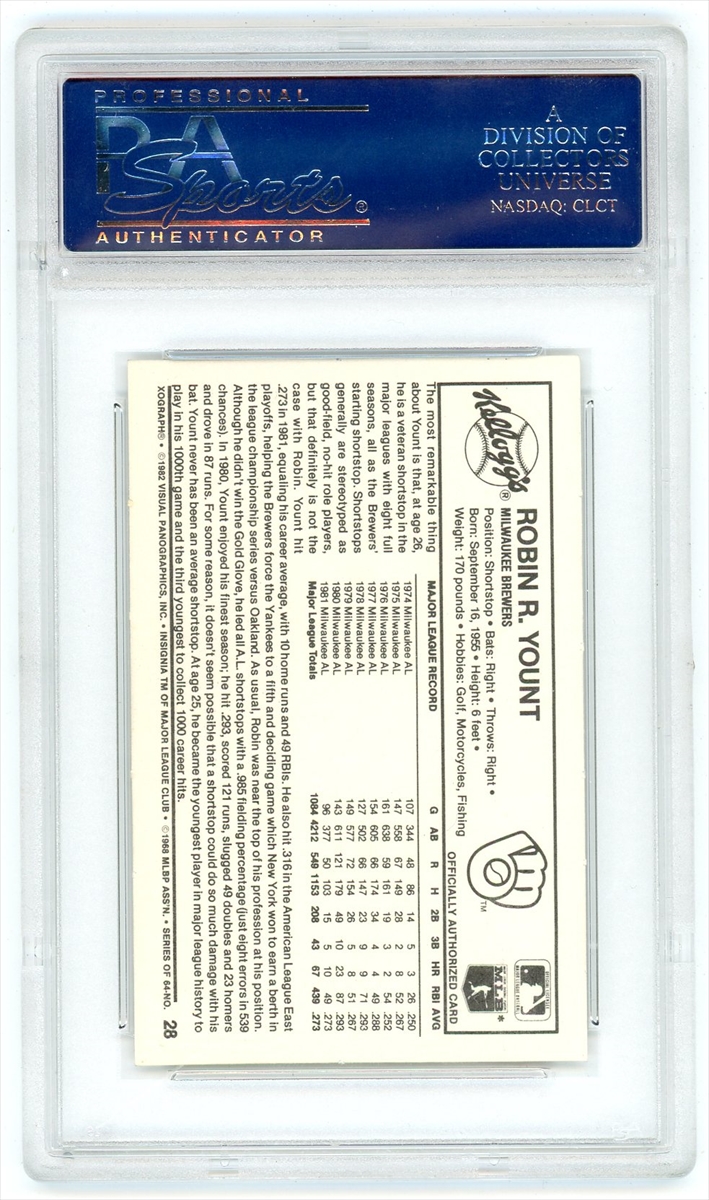 PROFESSIONAL
PSA
Sports®
AUTHENTICATOR
A
DIVISION OF
COLLECTORS
UNIVERSE
NASDAQ: CLCT
Kellogg's®
ROBIN R. YOUNT
MILWAUKEE BREWERS
Position: Shortstop • Bats: Right • Throws: Right •
Born: September 16, 1955 • Height: 6 feet •
Weight: 170 pounds • Hobbies: Golf, Motorcycles, Fishing
TM
MLB*
OFFICIALLY AUTHORIZED CARD
The most remarkable thing
about Yount is that, at age 26,
he is a veteran shortstop in the
major leagues with eight full
seasons, all as the Brewers'
starting shortstop. Shortstops
generally are stereotyped as
good-field, no-hit role players,
but that definitely is not the
case with Robin. Yount hit
MAJOR LEAGUE RECORD G AB R H 2B 3B HR RBI AVG
1974 Milwaukee AL 107 344 48 86 14 5 3 26 .250
1975 Milwaukee AL 147 558 67 149 28 2 8 52 .267
1976 Milwaukee AL 161 638 59 161 19 3 2 54 .252
1977 Milwaukee AL 154 605 66 174 34 4 4 49 .288
1978 Milwaukee AL 127 502 66 147 23 9 9 71 .293
1979 Milwaukee AL 149 577 72 154 26 5 8 51 .267
1980 Milwaukee AL 143 611 121 179 49 10 23 87 .293
1981 Milwaukee AL 96 377 50 103 15 5 10 49 .273
Major League Totals 1084 4212 549 1153 208 43 67 439 .273
.273 in 1981, equaling his career average, with 10 home runs and 49 RBIs. He also hit .316 in the American League East
playoffs, helping the Brewers force the Yankees to a fifth and deciding game which New York won to earn a berth in
the league championship series versus Oakland. As usual, Robin was near the top of his profession at his position.
Although he didn't win the Gold Glove, he led all A.L. shortstops with a .985 fielding percentage (just eight errors in 539
chances). In 1980, Yount enjoyed his finest season; he hit .293, scored 121 runs, slugged 49 doubles and 23 homers
and drove in 87 runs. For some reason, it doesn't seem possible that a shortstop could do so much damage with his
bat. Yount never has been an average shortstop. At age 25, he became the youngest player in major league history to
play in his 1000th game and the third youngest to collect 1000 career hits.
XOGRAPH® • ©1982 VISUAL PANOGRAPHICS, INC. • INSIGNIA TM OF MAJOR LEAGUE CLUB • ©1968 MLBP ASS'N. • SERIES OF 64-NO. 28